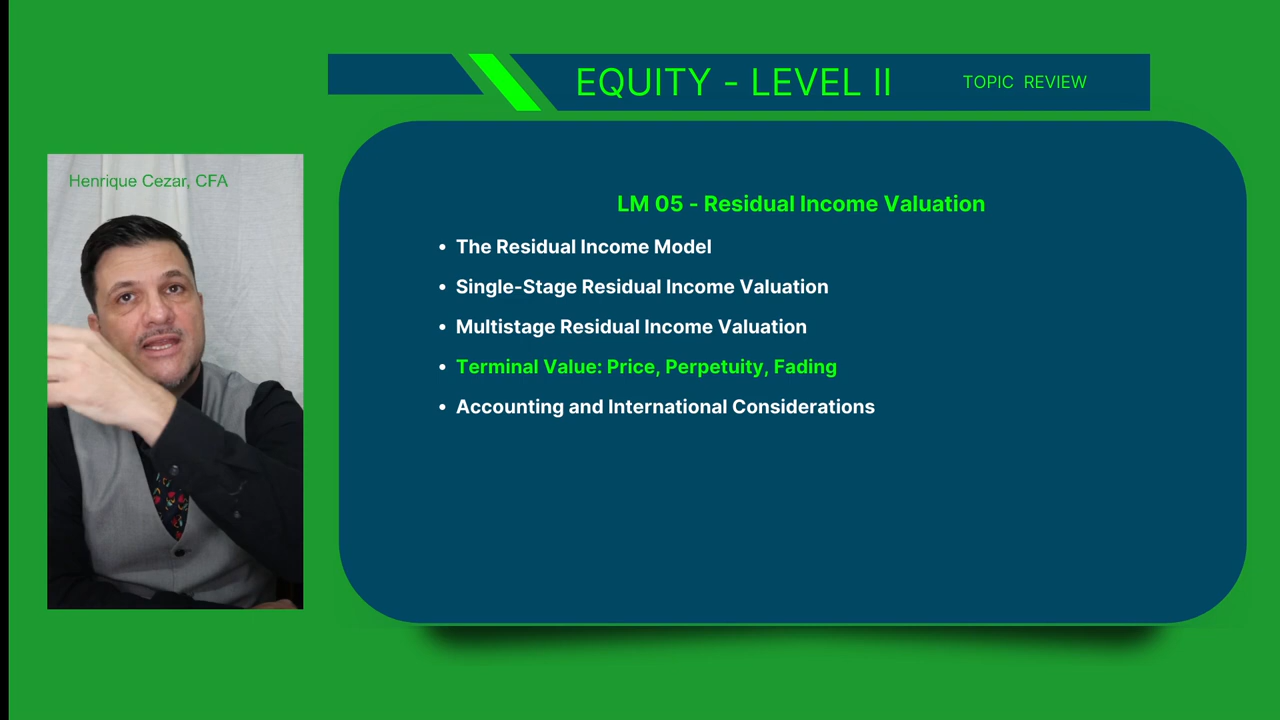 EQUITY - LEVEL II
TOPIC REVIEW
Henrique Cezar, CFA
LM 05 - Residual Income Valuation
• The Residual Income Model
• Single-Stage Residual Income Valuation
• Multistage Residual Income Valuation
• Terminal Value: Price, Perpetuity, Fading
• Accounting and International Considerations